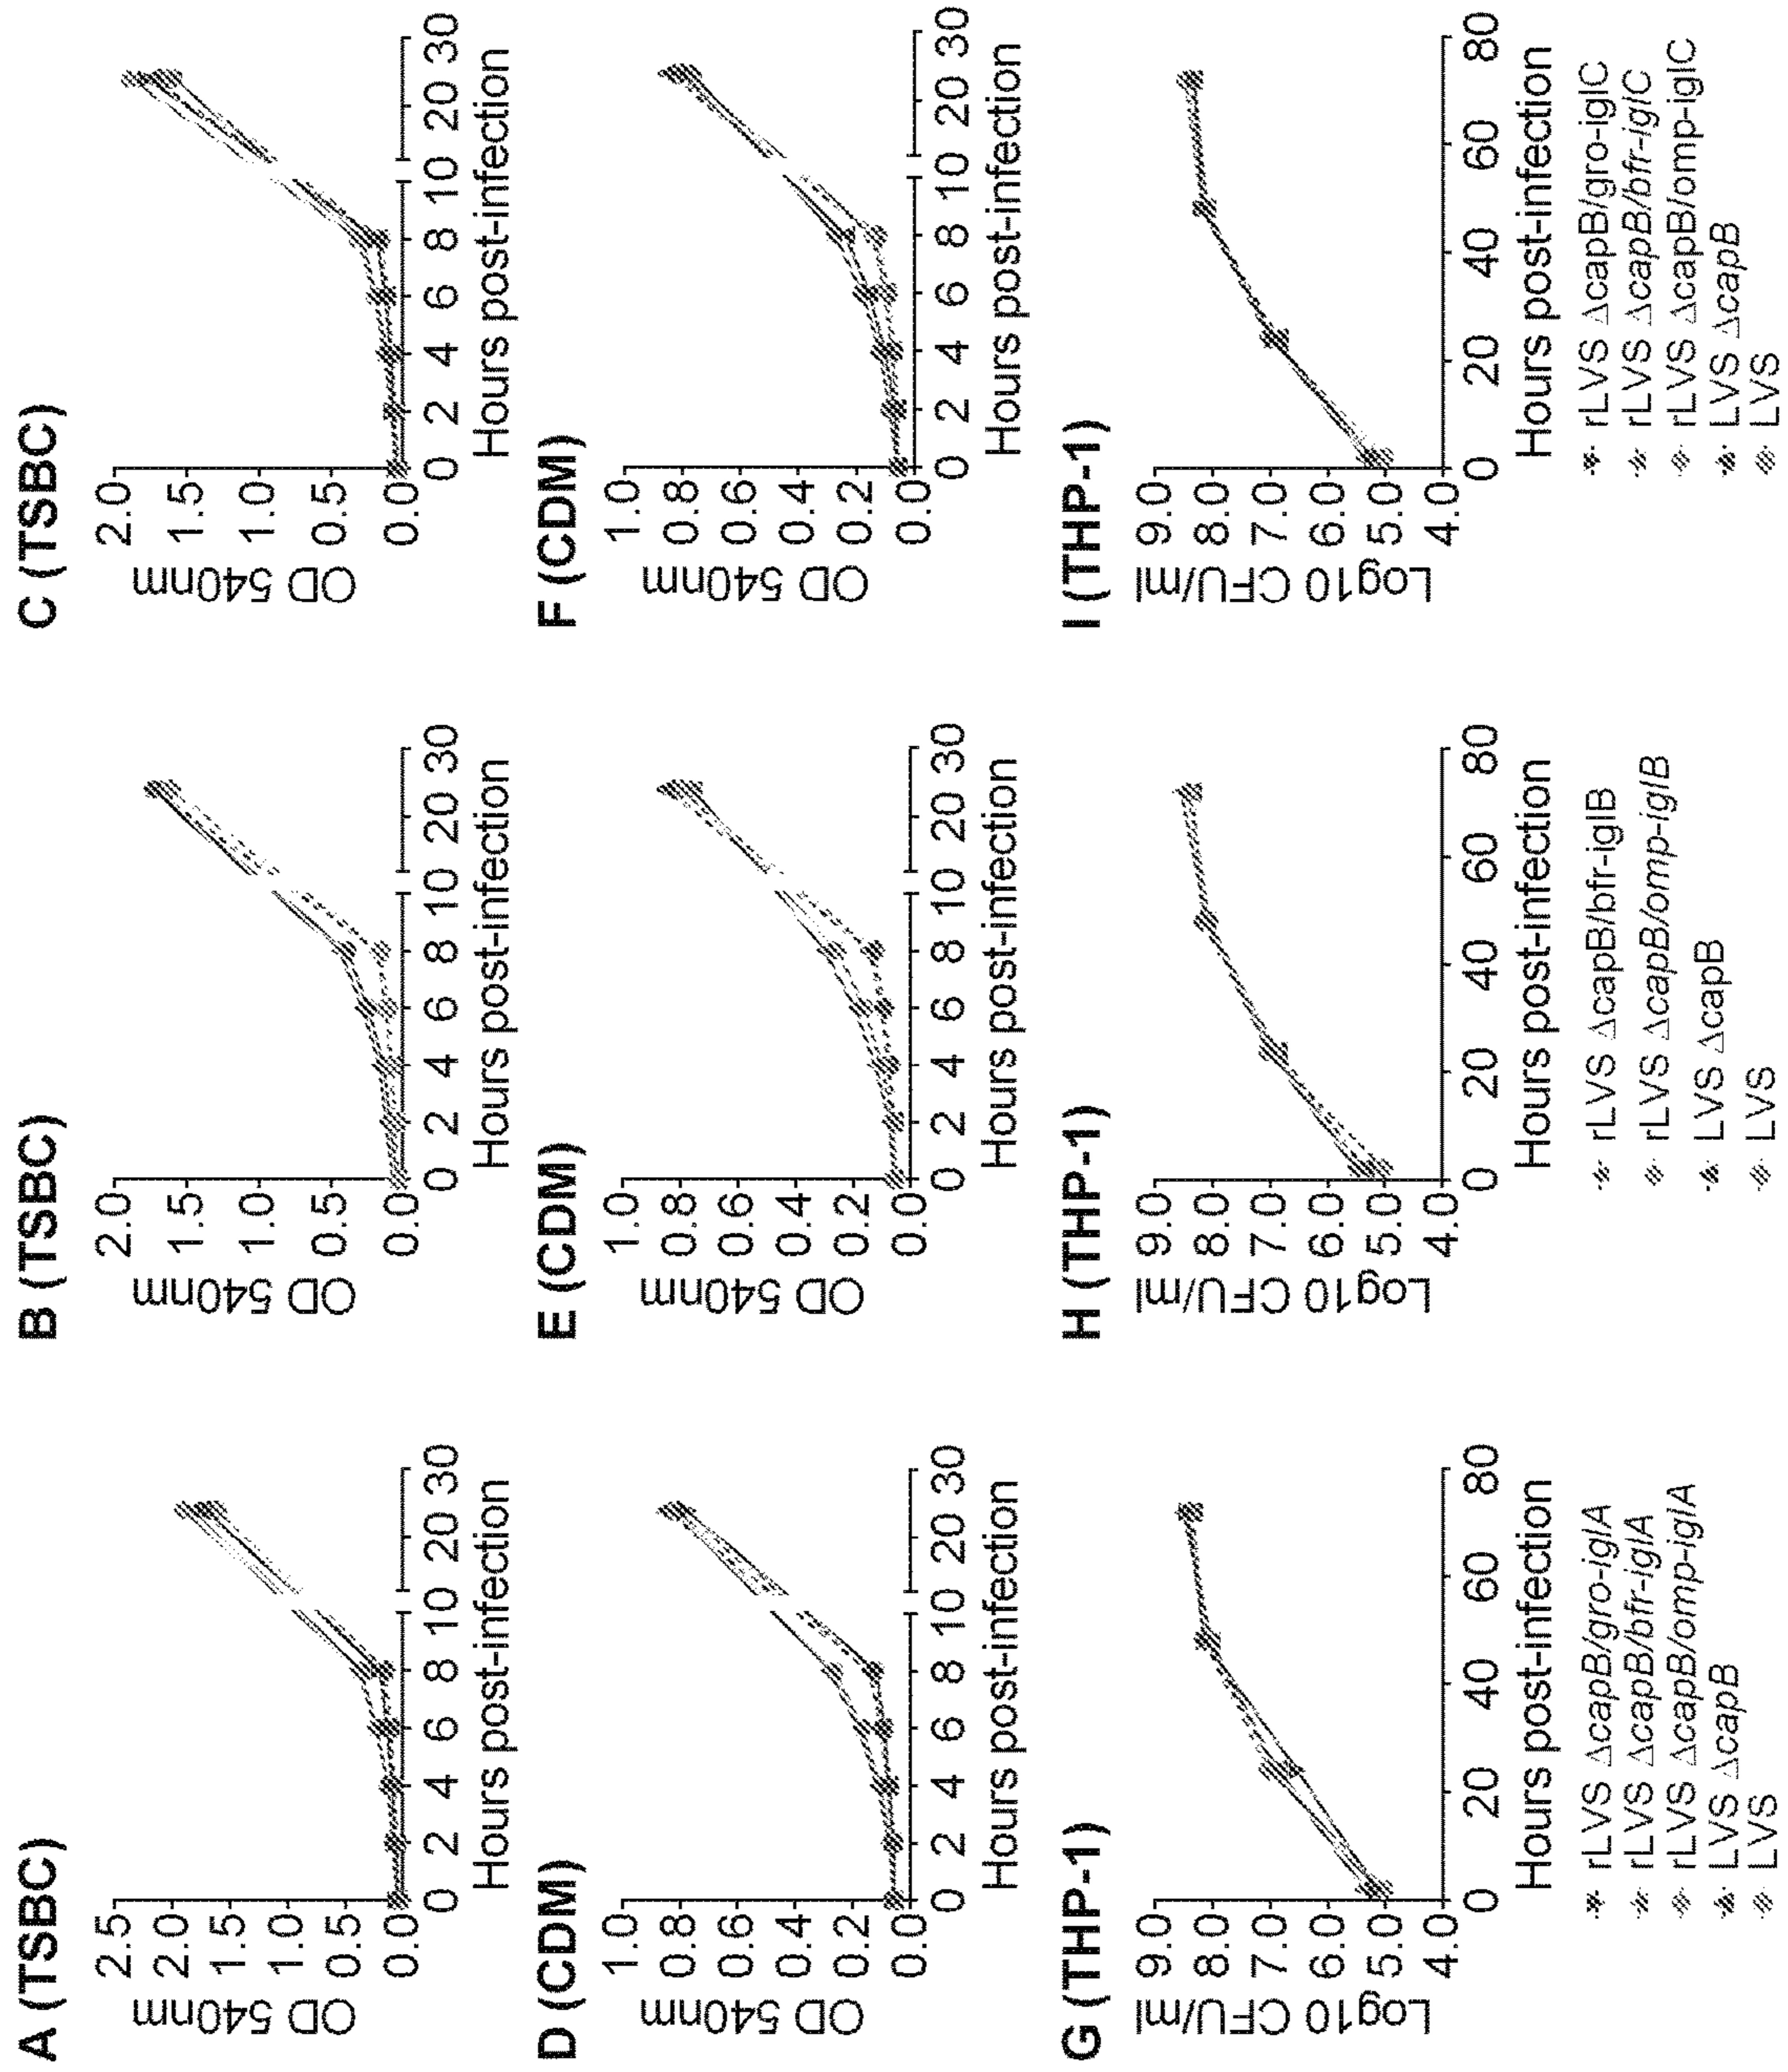 A (TSBC)
OD 540nm
2.5
2.0
1.5
1.0
0.5
0.0
0 2 4 6 8 10 20 30
Hours post-infection
B (TSBC)
OD 540nm
2.0
1.5
1.0
0.5
0.0
0 2 4 6 8 10 20 30
Hours post-infection
C (TSBC)
OD 540nm
2.0
1.5
1.0
0.5
0.0
0 2 4 6 8 10 20 30
Hours post-infection
D (CDM)
OD 540nm
1.0
0.8
0.6
0.4
0.2
0.0
0 2 4 6 8 10 20 30
Hours post-infection
E (CDM)
OD 540nm
1.0
0.8
0.6
0.4
0.2
0.0
0 2 4 6 8 10 20 30
Hours post-infection
F (CDM)
OD 540nm
1.0
0.8
0.6
0.4
0.2
0.0
0 2 4 6 8 10 20 30
Hours post-infection
G (THP-1)
Log10 CFU/ml
9.0
8.0
7.0
6.0
5.0
4.0
0 20 40 60 80
Hours post-infection
rLVS ΔcapB/gro-iglA
rLVS ΔcapB/bfr-iglA
rLVS ΔcapB/omp-iglA
LVS ΔcapB
LVS
H (THP-1)
Log10 CFU/ml
9.0
8.0
7.0
6.0
5.0
4.0
0 20 40 60 80
Hours post-infection
rLVS ΔcapB/bfr-iglB
rLVS ΔcapB/omp-iglB
LVS ΔcapB
LVS
I (THP-1)
Log10 CFU/ml
9.0
8.0
7.0
6.0
5.0
4.0
0 20 40 60 80
Hours post-infection
rLVS ΔcapB/gro-iglC
rLVS ΔcapB/bfr-iglC
rLVS ΔcapB/omp-iglC
LVS ΔcapB
LVS